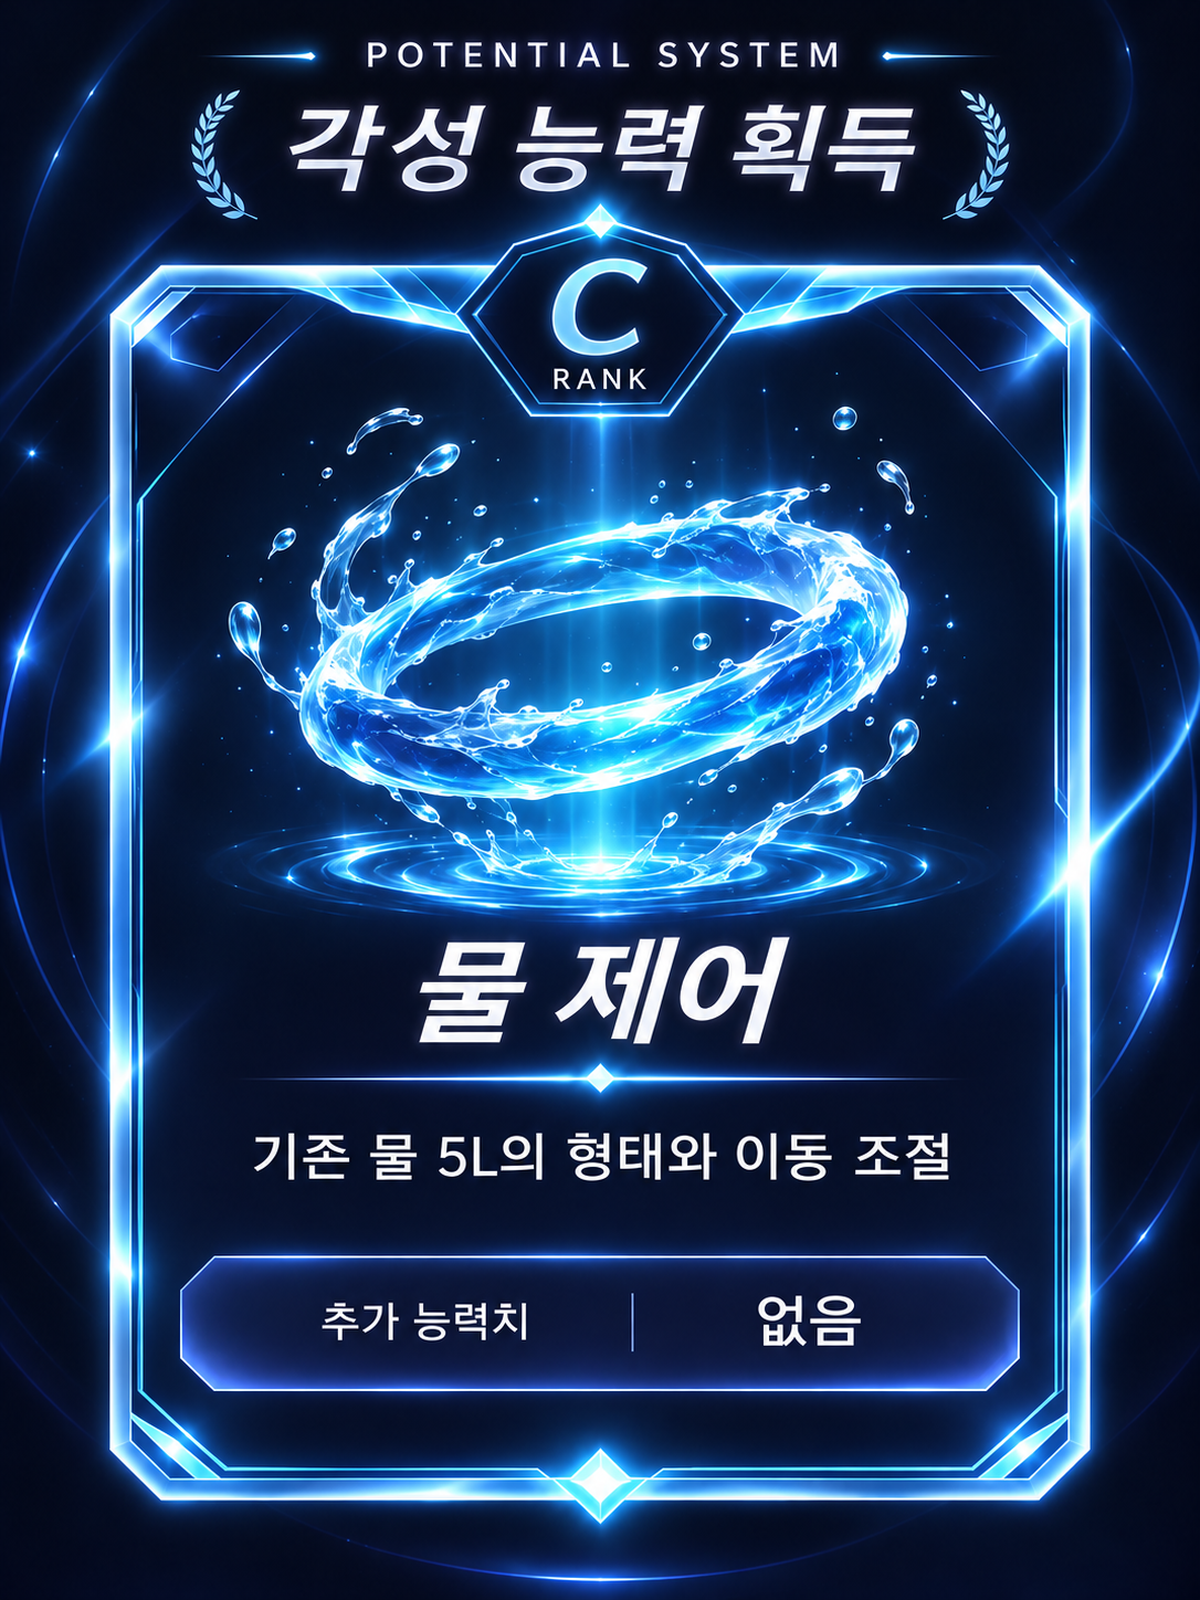 POTENTIAL SYSTEM
각성 능력 획득
C
RANK
물 제어
기존 물 5L의 형태와 이동 조절
추가 능력치 없음